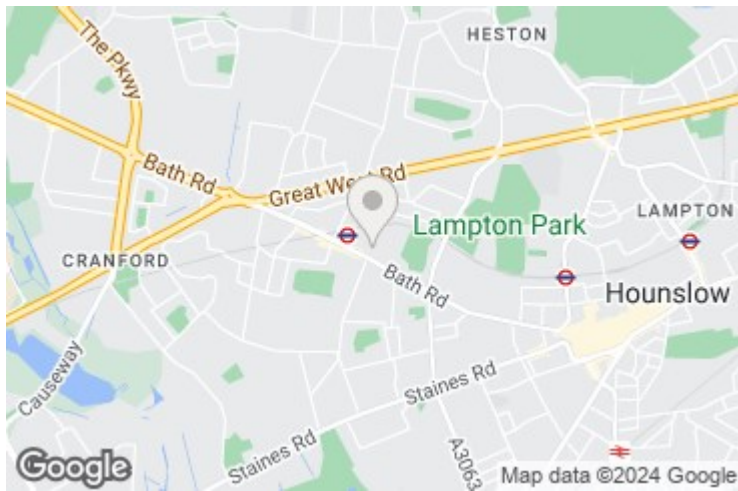 HESTON
The Pkwy
Bath Rd
Great West Rd
LAMPTON
Lampton Park
CRANFORD
Bath Rd
Hounslow
Causeway
Staines Rd
Staines Rd
A3063
Google
Map data ©2024 Google